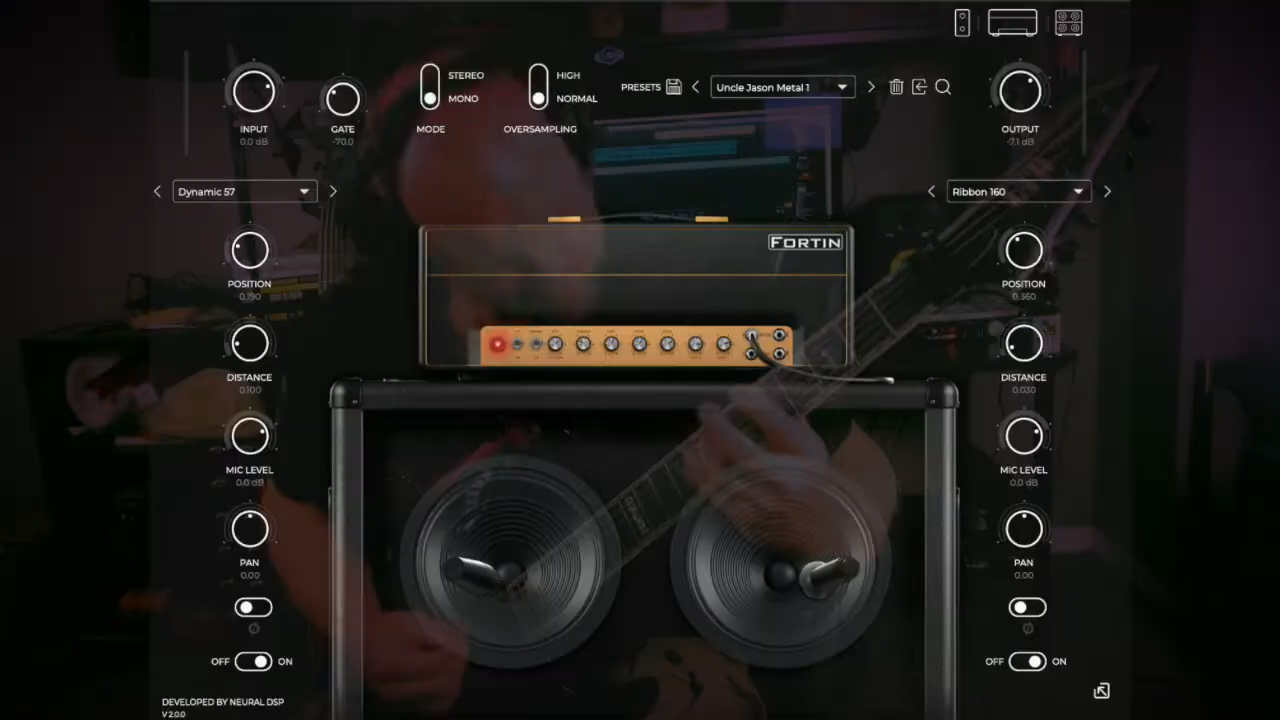 STEREO
HIGH
PRESETS
Uncle Jason Metal 1
MONO
NORMAL
INPUT
0.0 dB
GATE
-70.0
MODE
OVERSAMPLING
OUTPUT
-7.1 dB
Dynamic 57
Ribbon 160
FORTIN
POSITION
0.190
POSITION
0.360
DISTANCE
0.100
DISTANCE
0.030
MIC LEVEL
0.0 dB
MIC LEVEL
0.0 dB
PAN
0.00
PAN
0.00
Ø
Ø
OFF ON
OFF ON
DEVELOPED BY NEURAL DSP
V 2.0.0